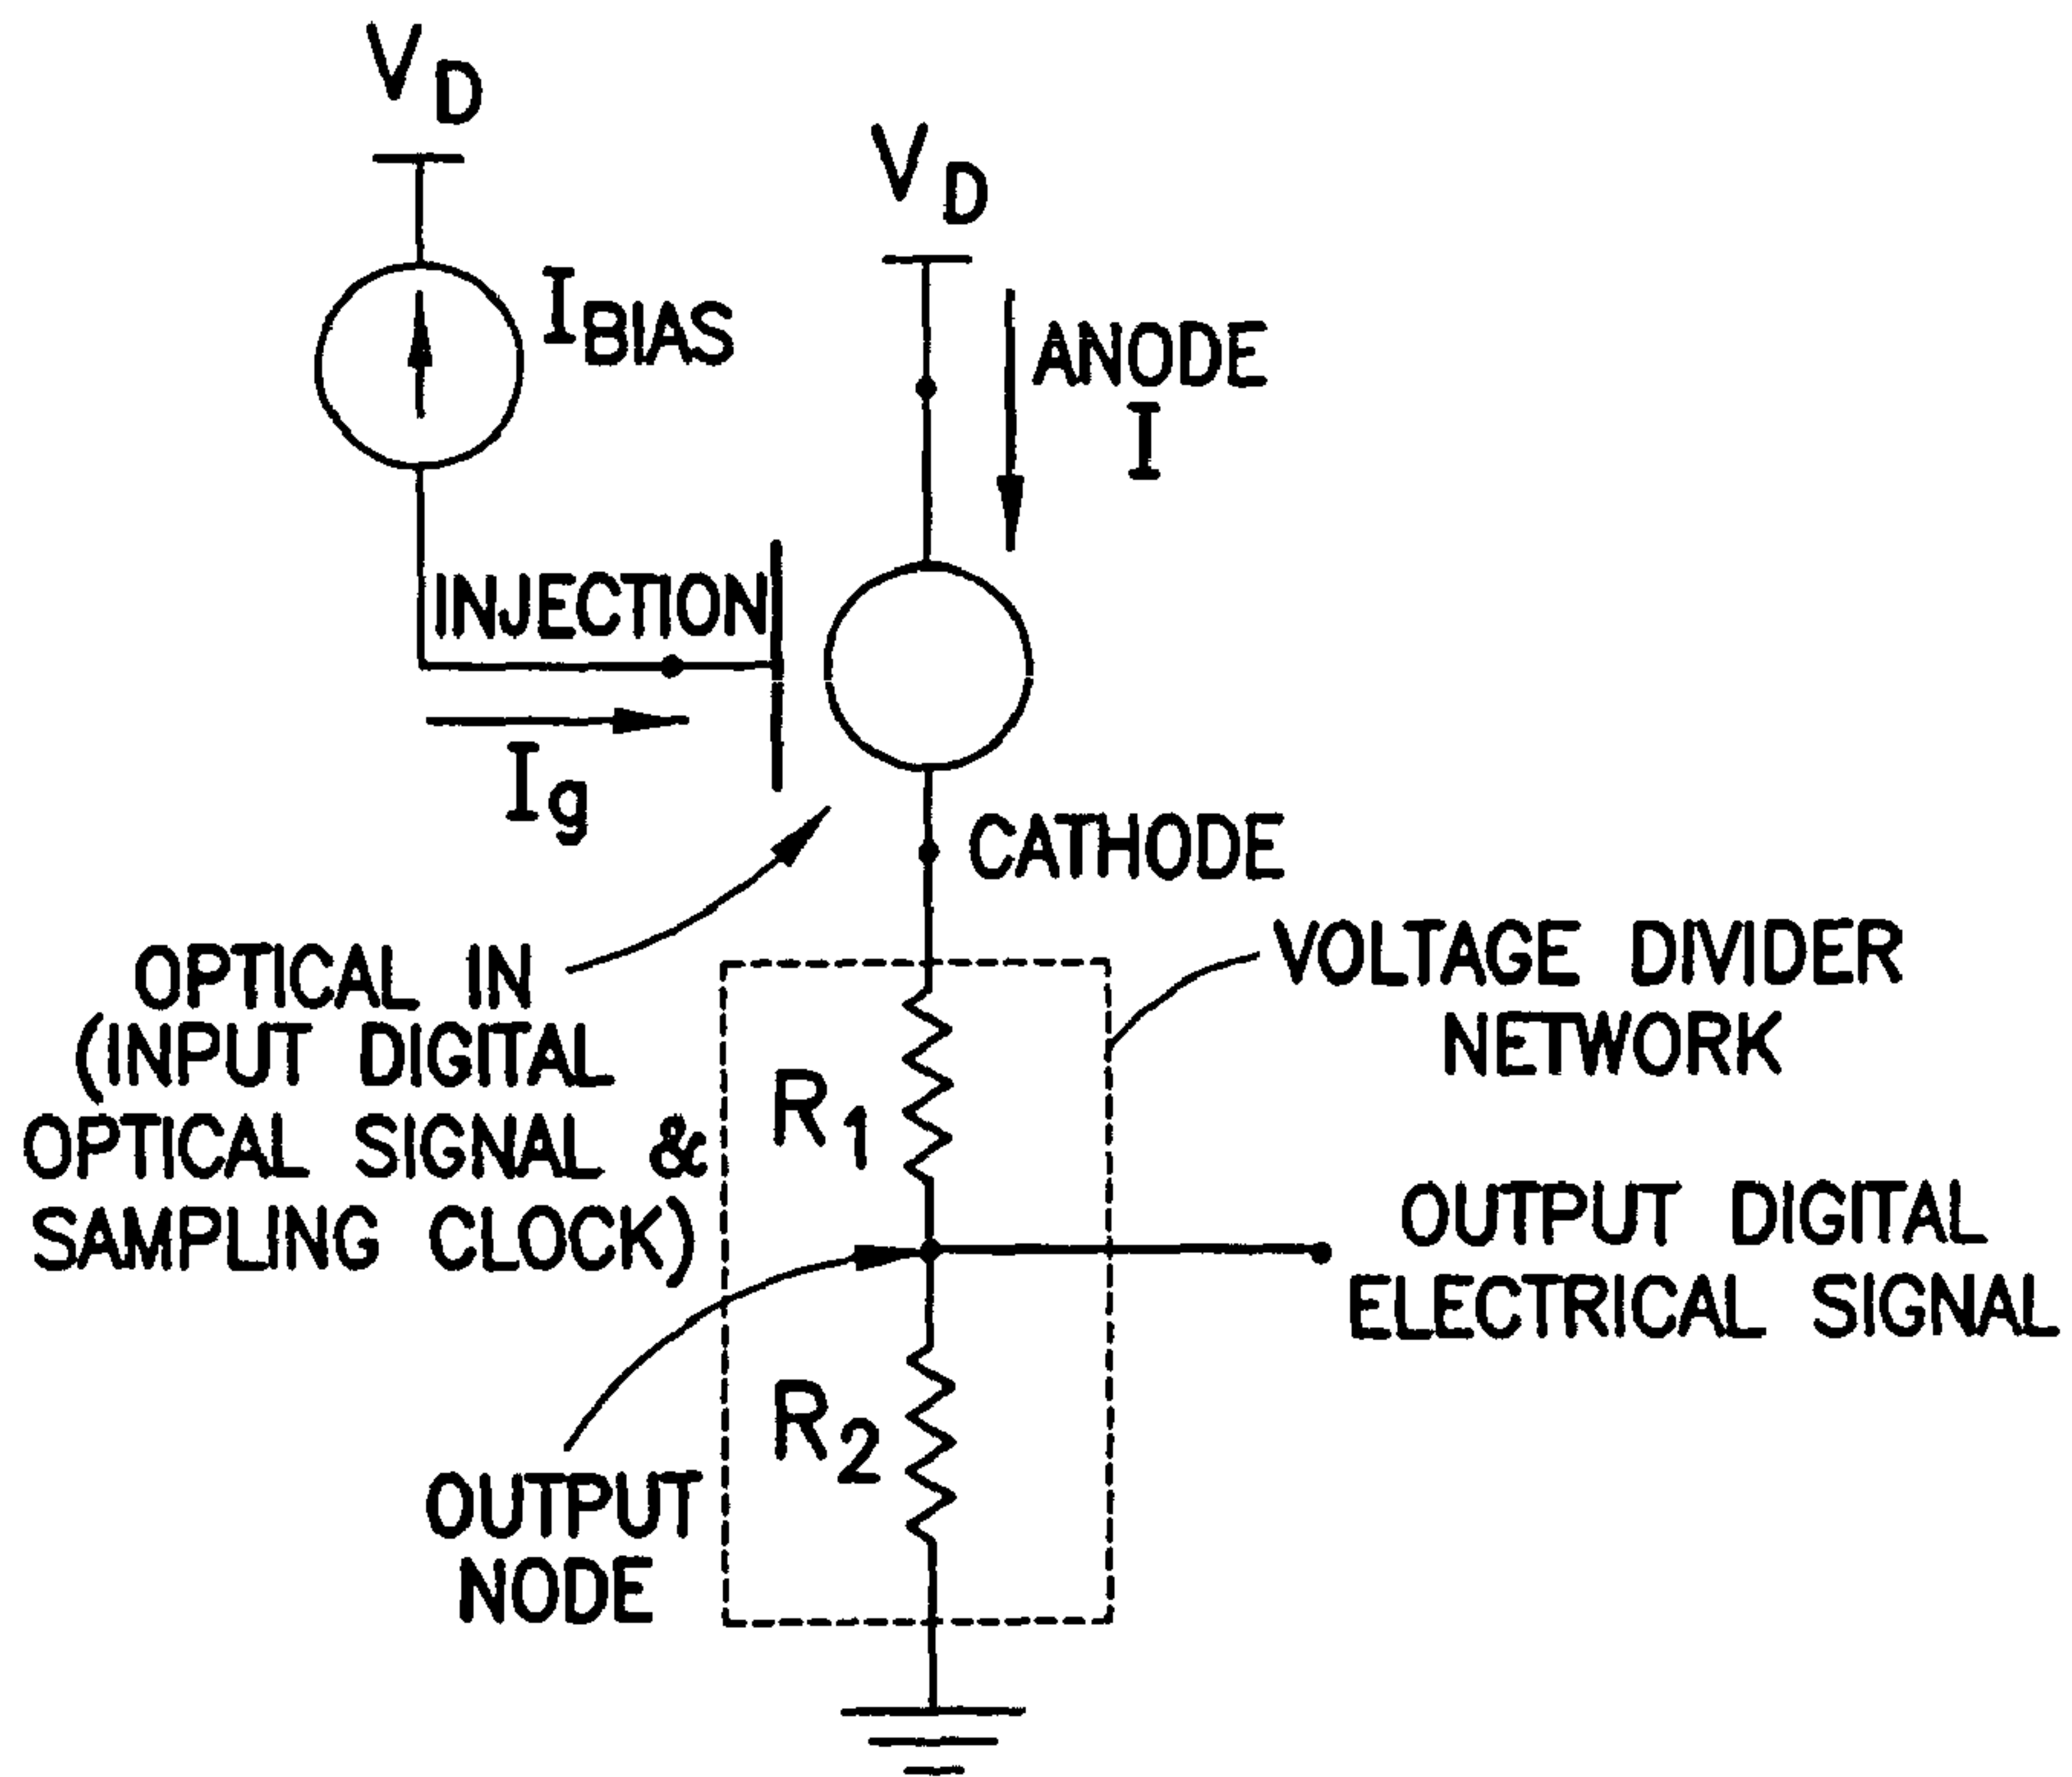 VD
VD
IBIAS
ANODE
I
INJECTION
Ig
CATHODE
OPTICAL IN
(INPUT DIGITAL
OPTICAL SIGNAL &
SAMPLING CLOCK)
VOLTAGE DIVIDER
NETWORK
R1
OUTPUT DIGITAL
ELECTRICAL SIGNAL
R2
OUTPUT
NODE